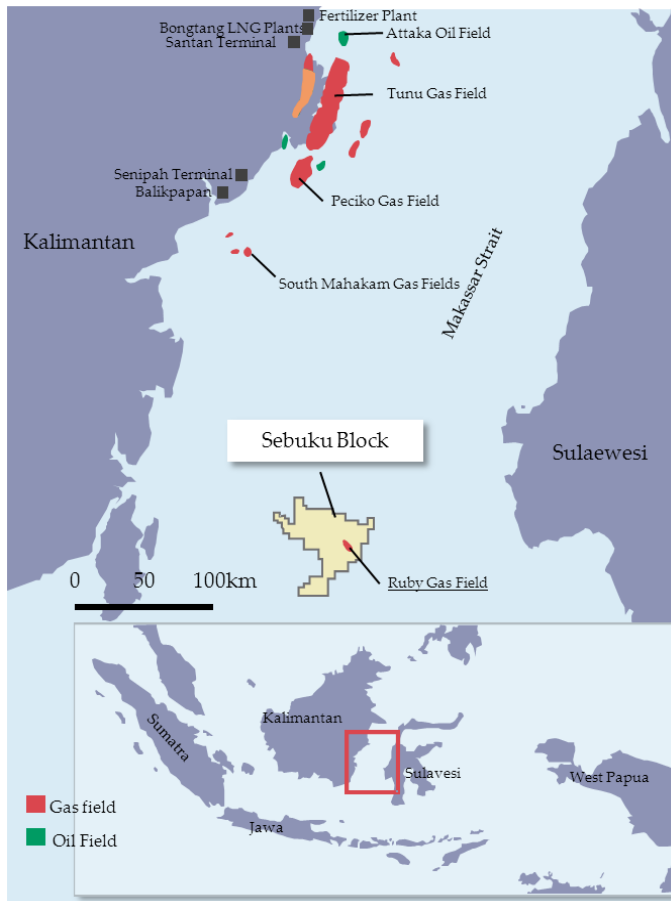 Fertilizer Plant
Bongtang LNG Plants
Attaka Oil Field
Santan Terminal
Tunu Gas Field
Senipah Terminal
Balikpapan
Peciko Gas Field
Kalimantan
South Mahakam Gas Fields
Makassar Strait
Sebuku Block
Sulaewesi
0 50 100km
Ruby Gas Field
Kalimantan
Sumatra
Sulavesi
West Papua
Gas field
Jawa
Oil Field